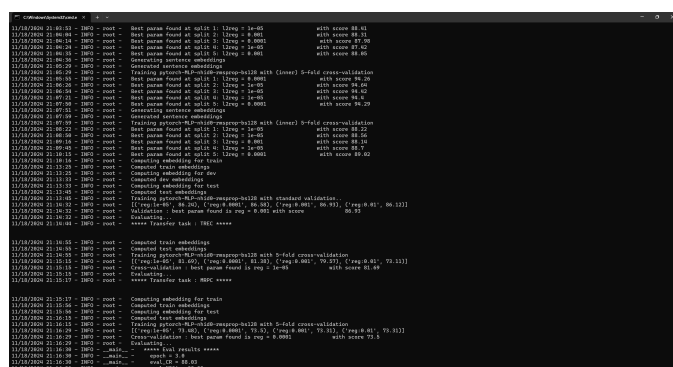 C:\Windows\System32\cmd.e
11/18/2024 21:03:53 - INFO - root - Best param found at split 1: l2reg = 1e-05 with score 88.61
11/18/2024 21:04:04 - INFO - root - Best param found at split 2: l2reg = 0.001 with score 88.31
11/18/2024 21:04:14 - INFO - root - Best param found at split 3: l2reg = 0.0001 with score 87.98
11/18/2024 21:04:24 - INFO - root - Best param found at split 4: l2reg = 1e-05 with score 87.62
11/18/2024 21:04:35 - INFO - root - Best param found at split 5: l2reg = 0.001 with score 88.05
11/18/2024 21:04:36 - INFO - root - Generating sentence embeddings
11/18/2024 21:05:29 - INFO - root - Generated sentence embeddings
11/18/2024 21:05:29 - INFO - root - Training pytorch-MLP-nhid0-rmsprop-bs128 with (inner) 5-fold cross-validation
11/18/2024 21:05:55 - INFO - root - Best param found at split 1: l2reg = 0.0001 with score 94.26
11/18/2024 21:06:26 - INFO - root - Best param found at split 2: l2reg = 1e-05 with score 94.64
11/18/2024 21:06:54 - INFO - root - Best param found at split 3: l2reg = 1e-05 with score 94.62
11/18/2024 21:07:21 - INFO - root - Best param found at split 4: l2reg = 1e-05 with score 94.4
11/18/2024 21:07:50 - INFO - root - Best param found at split 5: l2reg = 0.0001 with score 94.29
11/18/2024 21:07:51 - INFO - root - Generating sentence embeddings
11/18/2024 21:07:59 - INFO - root - Generated sentence embeddings
11/18/2024 21:07:59 - INFO - root - Training pytorch-MLP-nhid0-rmsprop-bs128 with (inner) 5-fold cross-validation
11/18/2024 21:08:22 - INFO - root - Best param found at split 1: l2reg = 1e-05 with score 88.22
11/18/2024 21:08:50 - INFO - root - Best param found at split 2: l2reg = 1e-05 with score 88.56
11/18/2024 21:09:16 - INFO - root - Best param found at split 3: l2reg = 0.001 with score 88.14
11/18/2024 21:09:45 - INFO - root - Best param found at split 4: l2reg = 1e-05 with score 88.7
11/18/2024 21:10:15 - INFO - root - Best param found at split 5: l2reg = 0.0001 with score 89.02
11/18/2024 21:10:16 - INFO - root - Computing embedding for train
11/18/2024 21:13:25 - INFO - root - Computed train embeddings
11/18/2024 21:13:25 - INFO - root - Computing embedding for dev
11/18/2024 21:13:33 - INFO - root - Computed dev embeddings
11/18/2024 21:13:33 - INFO - root - Computing embedding for test
11/18/2024 21:13:45 - INFO - root - Computed test embeddings
11/18/2024 21:13:45 - INFO - root - Training pytorch-MLP-nhid0-rmsprop-bs128 with standard validation..
11/18/2024 21:14:32 - INFO - root - [('reg:1e-05', 86.24), ('reg:0.0001', 86.58), ('reg:0.001', 86.93), ('reg:0.01', 86.12)]
11/18/2024 21:14:32 - INFO - root - Validation : best param found is reg = 0.001 with score 86.93
11/18/2024 21:14:32 - INFO - root - Evaluating...
11/18/2024 21:14:44 - INFO - root - ***** Transfer task : TREC *****
11/18/2024 21:14:55 - INFO - root - Computed train embeddings
11/18/2024 21:14:55 - INFO - root - Computed test embeddings
11/18/2024 21:14:55 - INFO - root - Training pytorch-MLP-nhid0-rmsprop-bs128 with 5-fold cross-validation
11/18/2024 21:15:15 - INFO - root - [('reg:1e-05', 81.69), ('reg:0.0001', 81.38), ('reg:0.001', 79.57), ('reg:0.01', 73.11)]
11/18/2024 21:15:15 - INFO - root - Cross-validation : best param found is reg = 1e-05 with score 81.69
11/18/2024 21:15:15 - INFO - root - Evaluating...
11/18/2024 21:15:17 - INFO - root - ***** Transfer task : MRPC *****
11/18/2024 21:15:17 - INFO - root - Computing embedding for train
11/18/2024 21:15:56 - INFO - root - Computed train embeddings
11/18/2024 21:15:56 - INFO - root - Computing embedding for test
11/18/2024 21:16:15 - INFO - root - Computed test embeddings
11/18/2024 21:16:15 - INFO - root - Training pytorch-MLP-nhid0-rmsprop-bs128 with 5-fold cross-validation
11/18/2024 21:16:29 - INFO - root - [('reg:1e-05', 73.48), ('reg:0.0001', 73.5), ('reg:0.001', 73.31), ('reg:0.01', 73.31)]
11/18/2024 21:16:29 - INFO - root - Cross-validation : best param found is reg = 0.0001 with score 73.5
11/18/2024 21:16:29 - INFO - root - Evaluating...
11/18/2024 21:16:30 - INFO - __main__ - ***** Eval results *****
11/18/2024 21:16:30 - INFO - __main__ - epoch = 3.0
11/18/2024 21:16:30 - INFO - __main__ - eval_CR = 88.03